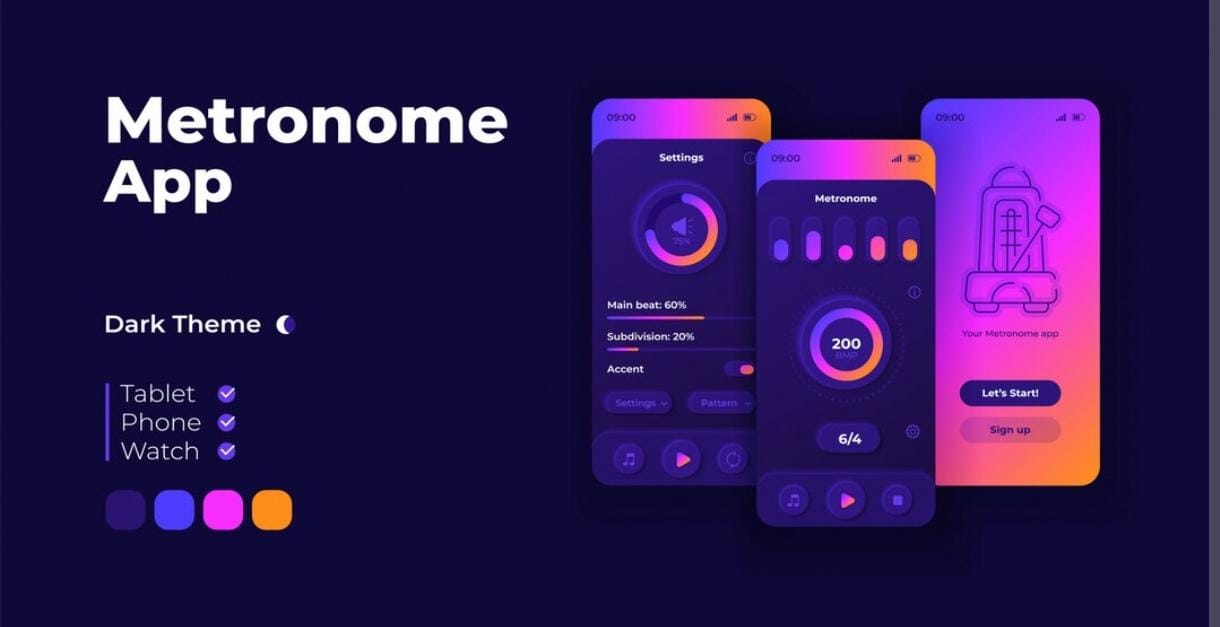 Metronome
App
Dark Theme
Tablet
Phone
Watch
09:00
Settings
75%
Main beat: 60%
Subdivision: 20%
Accent
Settings
Pattern
09:00
Metronome
200
BMP
6/4
09:00
Your Metronome app
Let's Start!
Sign up